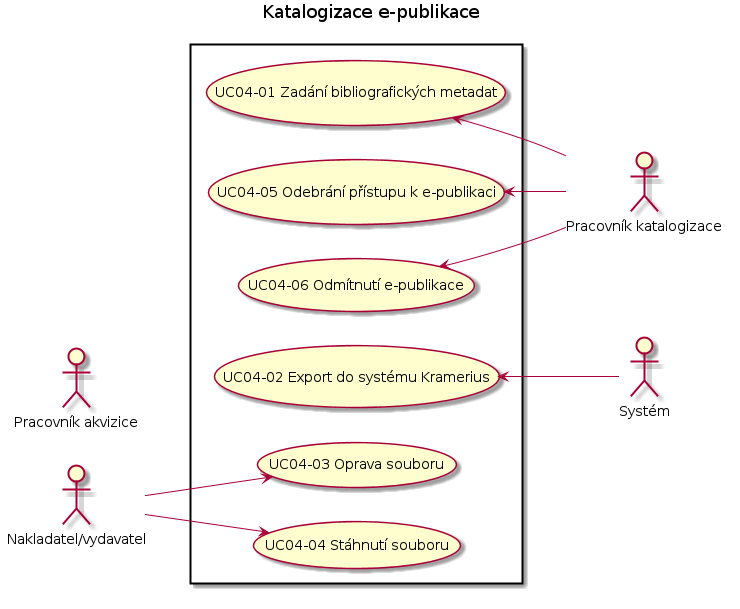 Katalogizace e-publikace
UC04-01 Zadání bibliografických metadat
UC04-05 Odebrání přístupu k e-publikaci
Pracovník katalogizace
UC04-06 Odmítnutí e-publikace
UC04-02 Export do systému Kramerius
Systém
Pracovník akvizice
UC04-03 Oprava souboru
Nakladatel/vydavatel
UC04-04 Stáhnutí souboru